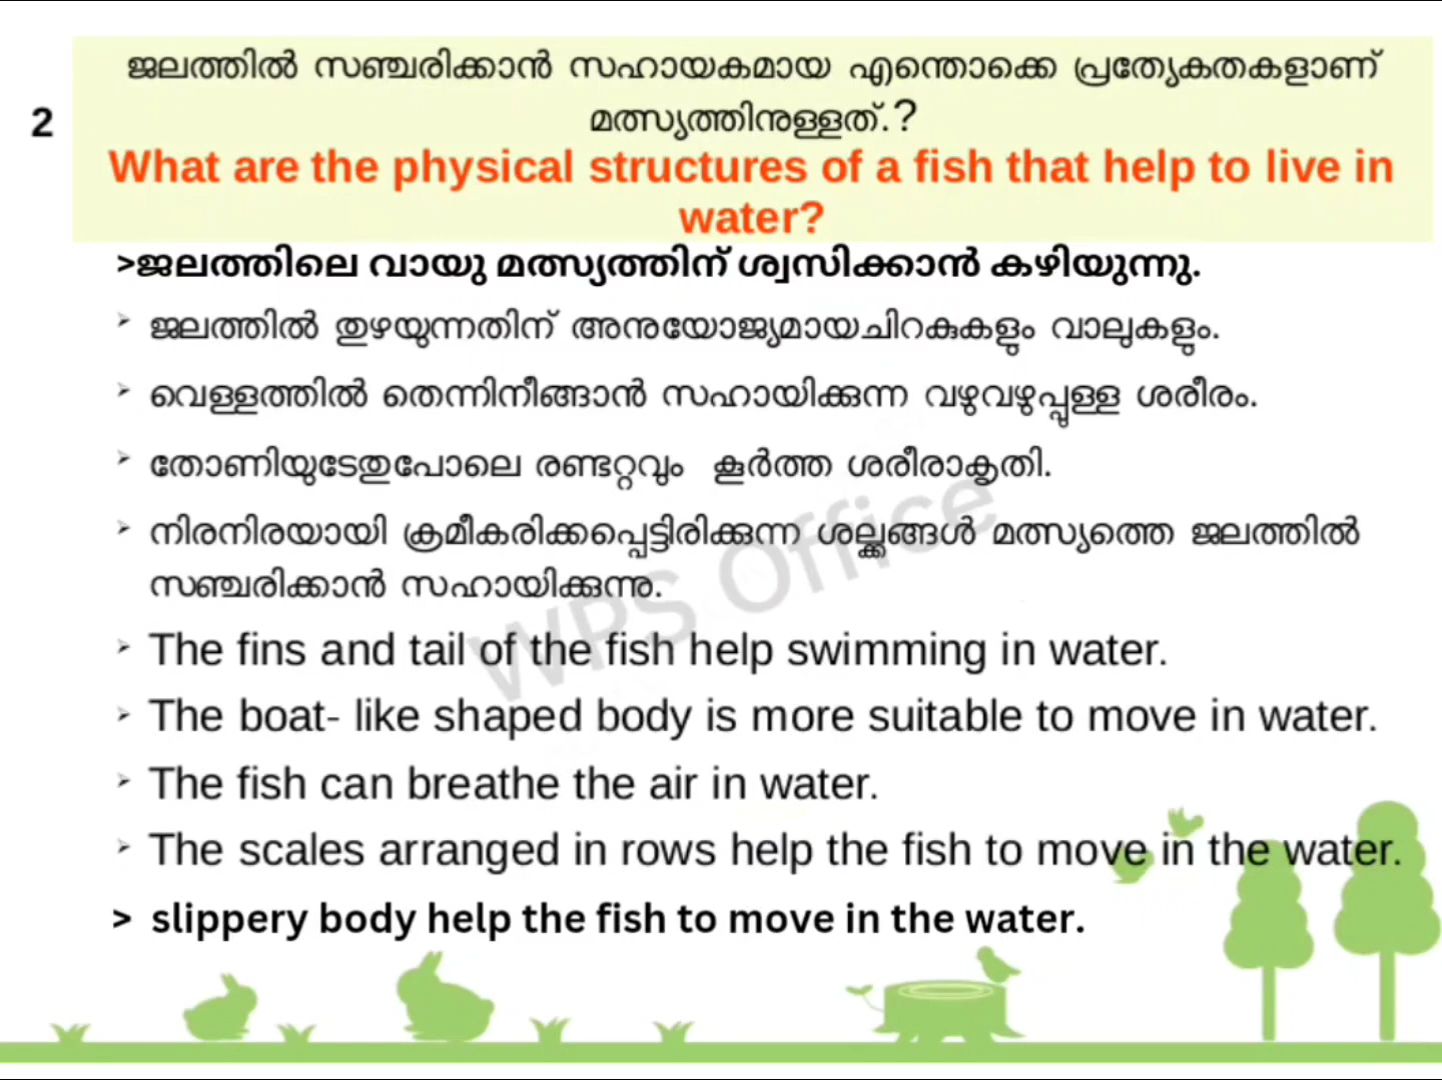 2
ജലത്തിൽ സഞ്ചരിക്കാൻ സഹായകമായ എന്തൊക്കെ പ്രത്യേകതകളാണ്
മത്സ്യത്തിനുള്ളത്.?
What are the physical structures of a fish that help to live in
water?
>ജലത്തിലെ വായു മത്സ്യത്തിന് ശ്വസിക്കാൻ കഴിയുന്നു.
➢ ജലത്തിൽ തുഴയുന്നതിന് അനുയോജ്യമായചിറകുകളും വാലുകളും.
➢ വെള്ളത്തിൽ തെന്നിനീങ്ങാൻ സഹായിക്കുന്ന വഴുവഴുപ്പുള്ള ശരീരം.
➢ തോണിയുടേതുപോലെ രണ്ടറ്റവും കൂർത്ത ശരീരാകൃതി.
➢ നിരനിരയായി ക്രമീകരിക്കപ്പെട്ടിരിക്കുന്ന ശല്ക്കങ്ങൾ മത്സ്യത്തെ ജലത്തിൽ
സഞ്ചരിക്കാൻ സഹായിക്കുന്നു.
➢ The fins and tail of the fish help swimming in water.
➢ The boat- like shaped body is more suitable to move in water.
➢ The fish can breathe the air in water.
➢ The scales arranged in rows help the fish to move in the water.
> slippery body help the fish to move in the water.
WPS Office